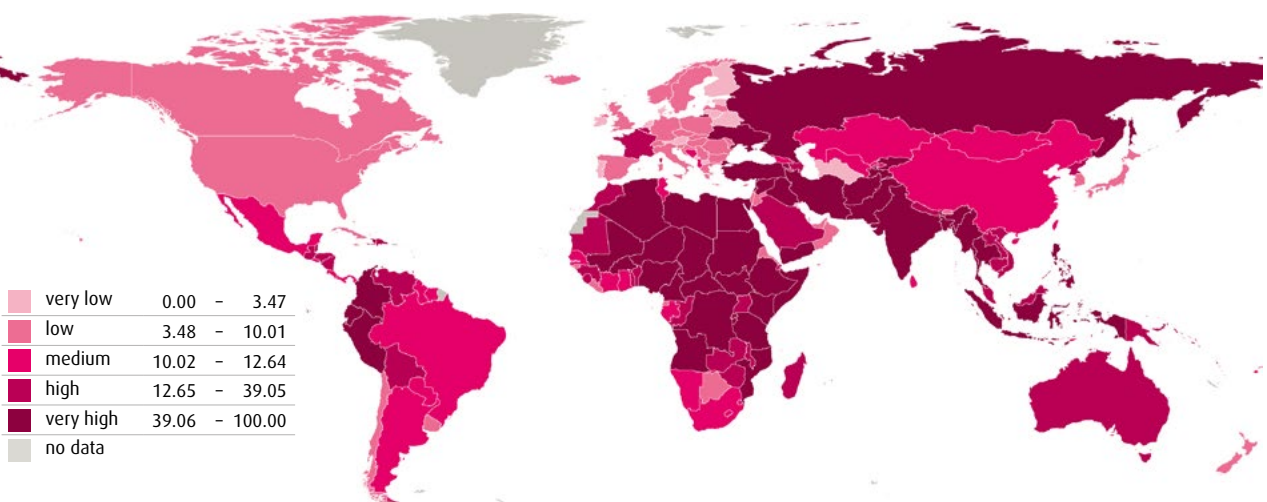 very low 0.00 – 3.47
low 3.48 – 10.01
medium 10.02 – 12.64
high 12.65 – 39.05
very high 39.06 – 100.00
no data